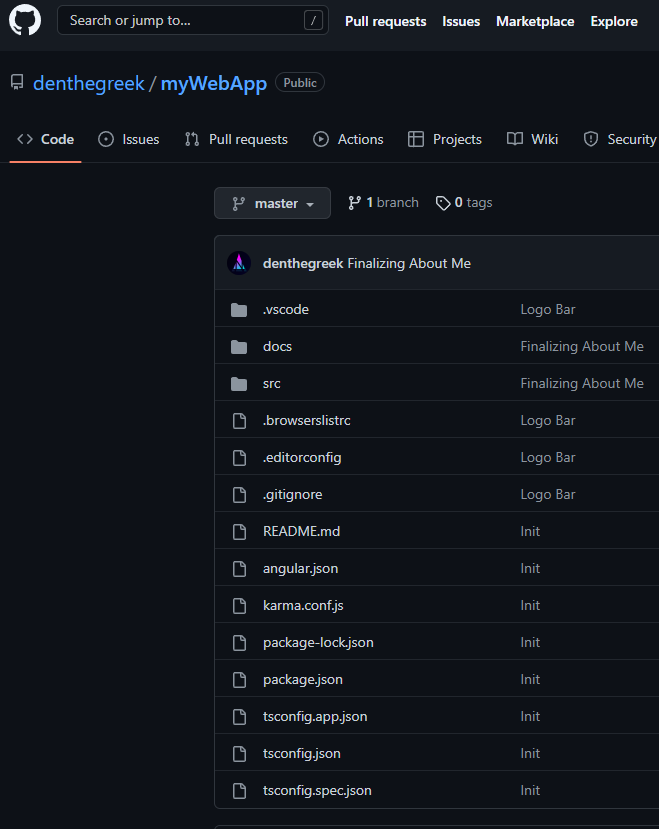 Search or jump to... / Pull requests Issues Marketplace Explore
denthegreek / myWebApp Public
<> Code Issues Pull requests Actions Projects Wiki Security
master 1 branch 0 tags
denthegreek Finalizing About Me
.vscode Logo Bar
docs Finalizing About Me
src Finalizing About Me
.browserslistrc Logo Bar
.editorconfig Logo Bar
.gitignore Logo Bar
README.md Init
angular.json Init
karma.conf.js Init
package-lock.json Init
package.json Init
tsconfig.app.json Init
tsconfig.json Init
tsconfig.spec.json Init